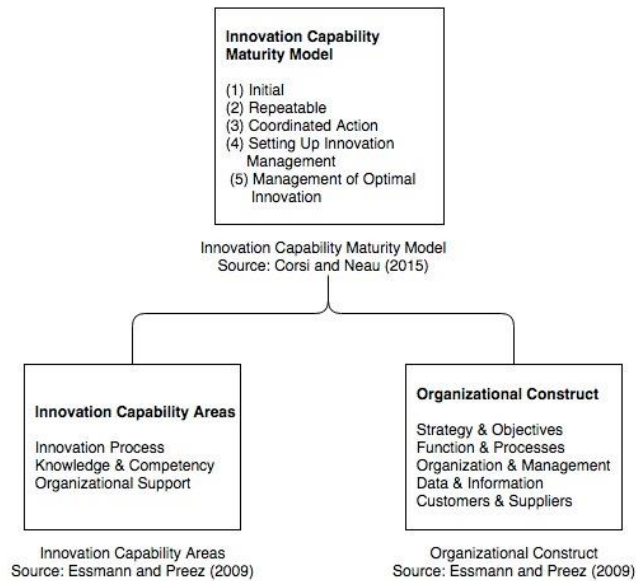 Innovation Capability
Maturity Model
(1) Initial
(2) Repeatable
(3) Coordinated Action
(4) Setting Up Innovation
Management
(5) Management of Optimal
Innovation
Innovation Capability Maturity Model
Source: Corsi and Neau (2015)
Innovation Capability Areas
Innovation Process
Knowledge & Competency
Organizational Support
Innovation Capability Areas
Source: Essmann and Preez (2009)
Organizational Construct
Strategy & Objectives
Function & Processes
Organization & Management
Data & Information
Customers & Suppliers
Organizational Construct
Source: Essmann and Preez (2009)